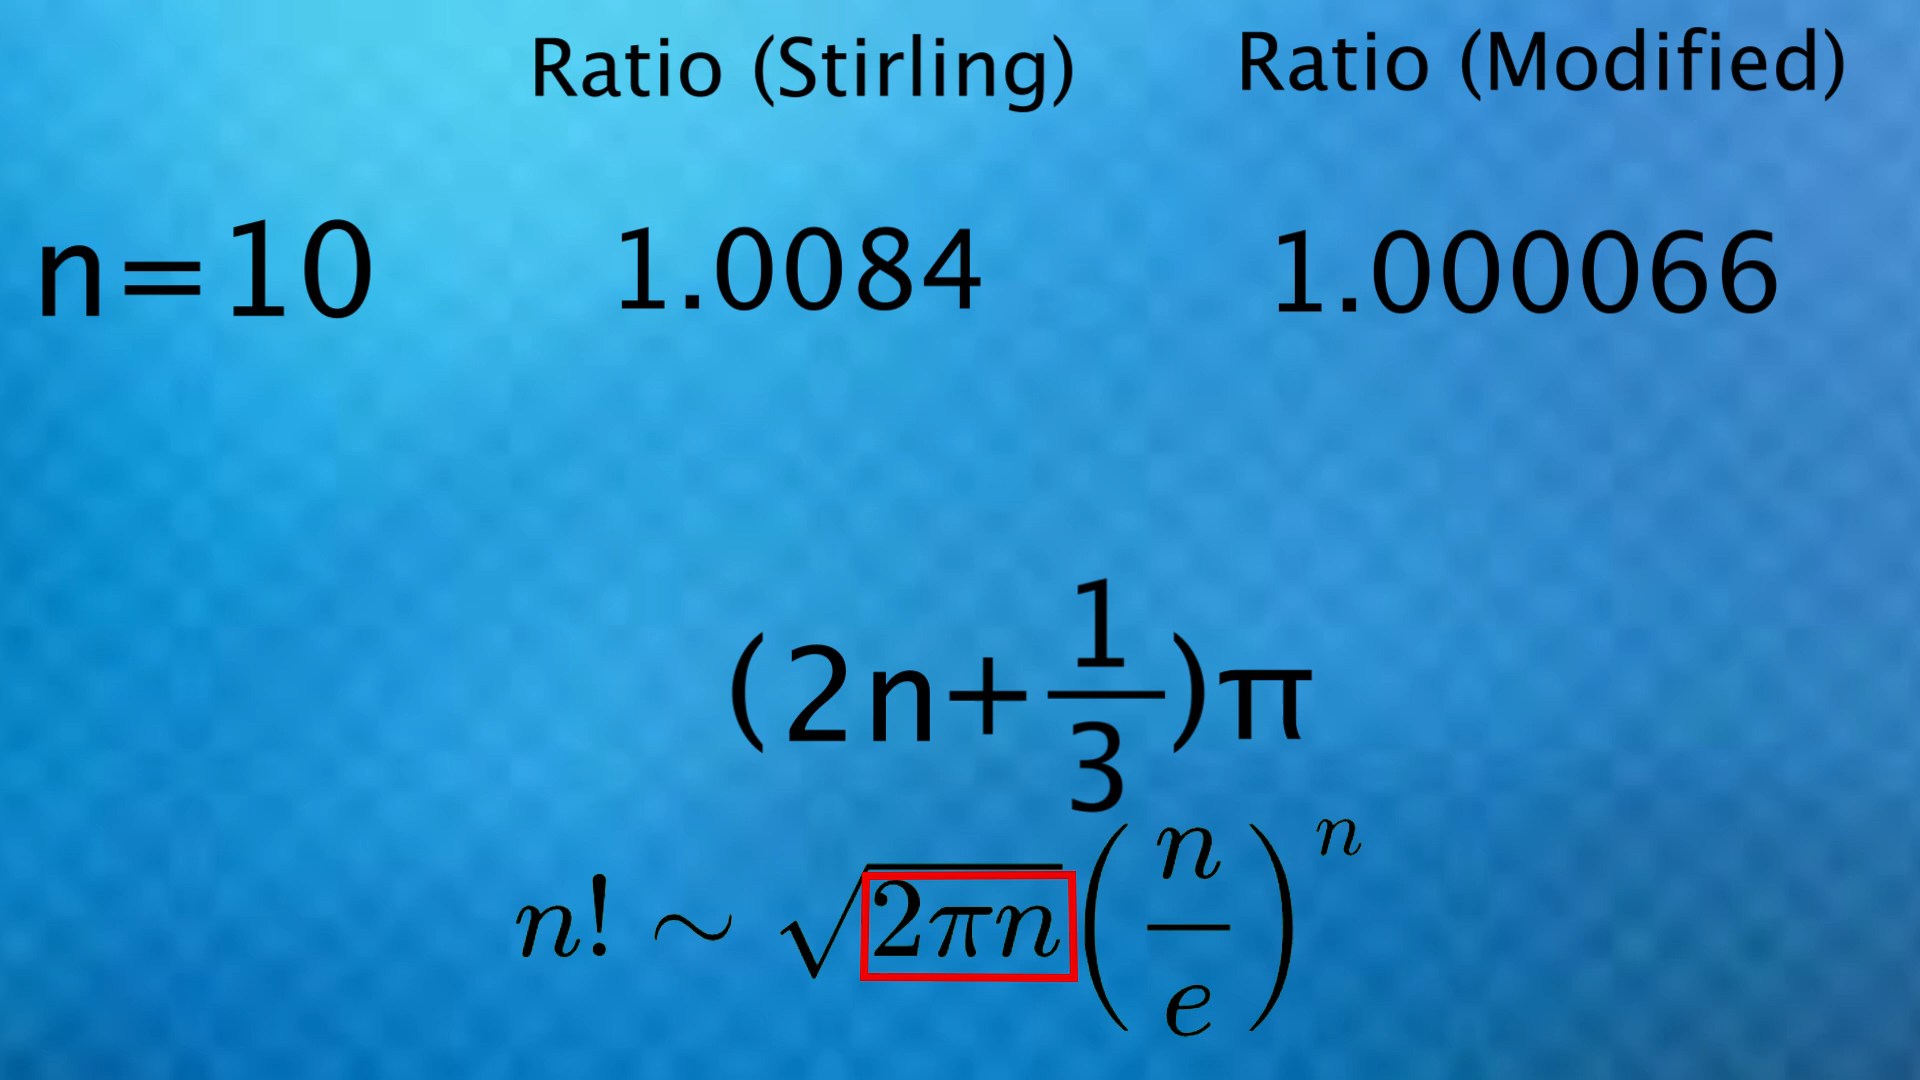 Ratio (Stirling) Ratio (Modified)
n=10 1.0084 1.000066
(2n+1/3)π
n! ∼ √2πn (n/e)^n